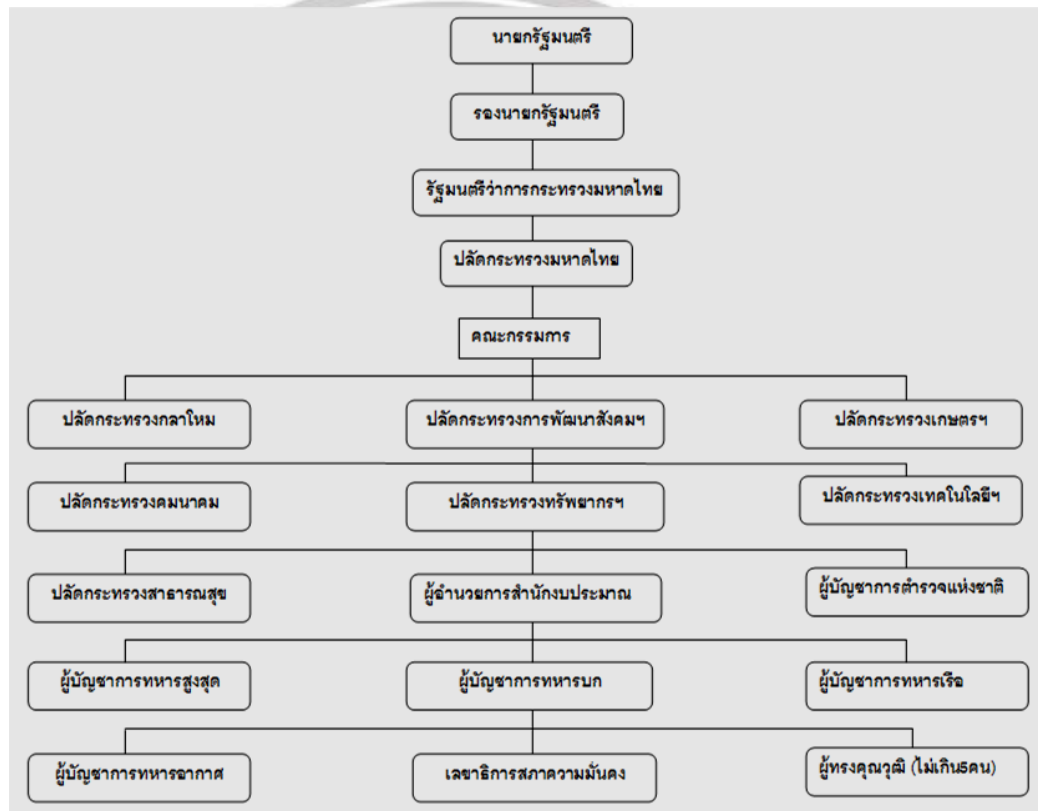 นายกรัฐมนตรี
รองนายกรัฐมนตรี
รัฐมนตรีว่าการกระทรวงมหาดไทย
ปลัดกระทรวงมหาดไทย
คณะกรรมการ
ปลัดกระทรวงกลาโหม
ปลัดกระทรวงการพัฒนาสังคมฯ
ปลัดกระทรวงเกษตรฯ
ปลัดกระทรวงคมนาคม
ปลัดกระทรวงทรัพยากรฯ
ปลัดกระทรวงเทคโนโลยีฯ
ปลัดกระทรวงสาธารณสุข
ผู้อำนวยการสำนักงบประมาณ
ผู้บัญชาการตำรวจแห่งชาติ
ผู้บัญชาการทหารสูงสุด
ผู้บัญชาการทหารบก
ผู้บัญชาการทหารเรือ
ผู้บัญชาการทหารอากาศ
เลขาธิการสภาความมั่นคง
ผู้ทรงคุณวุฒิ (ไม่เกิน5คน)